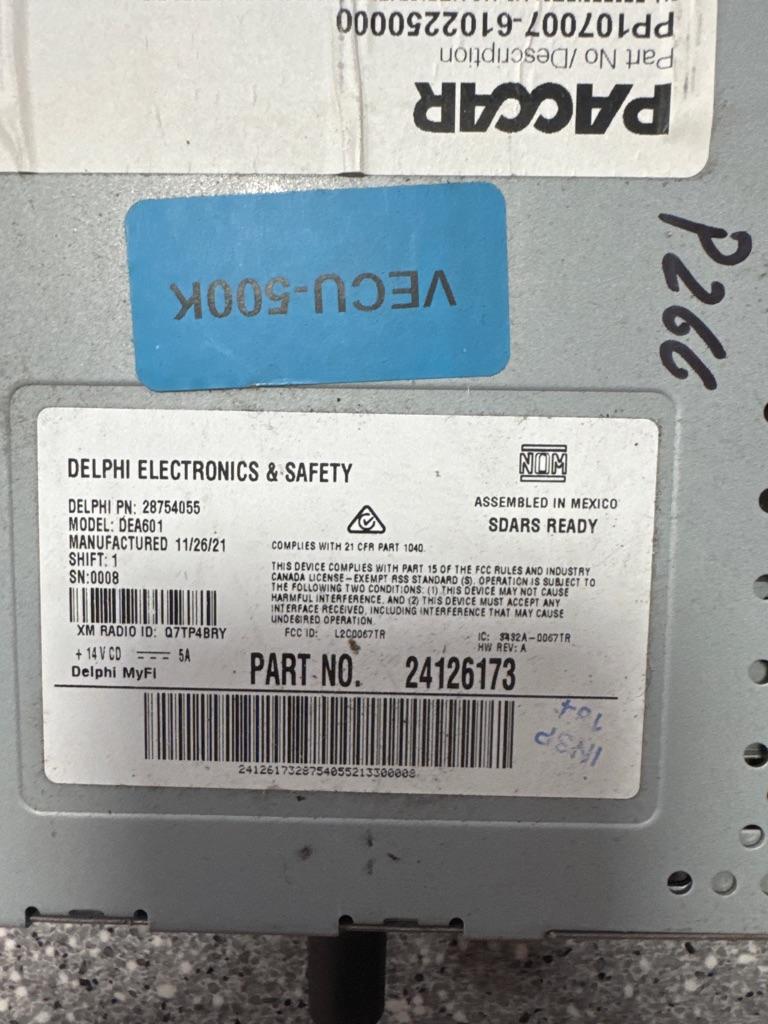 PACCAR
Part No /Description
PP107007-6102250000
VECU-500K
P266
DELPHI ELECTRONICS & SAFETY
NOM
DELPHI PN: 28754055
MODEL: DEA601
MANUFACTURED 11/26/21
SHIFT: 1
SN:0008
ASSEMBLED IN MEXICO
SDARS READY
COMPLIES WITH 21 CFR PART 1040.
THIS DEVICE COMPLIES WITH PART 15 OF THE FCC RULES AND INDUSTRY
CANADA LICENSE-EXEMPT RSS STANDARD (S). OPERATION IS SUBJECT TO
THE FOLLOWING TWO CONDITIONS: (1) THIS DEVICE MAY NOT CAUSE
HARMFUL INTERFERENCE, AND (2) THIS DEVICE MUST ACCEPT ANY
INTERFERENCE RECEIVED, INCLUDING INTERFERENCE THAT MAY CAUSE
UNDESIRED OPERATION.
XM RADIO ID: Q7TP4BRY
FCC ID: L2C0067TR
IC: 3432A-0067TR
HW REV: A
+ 14V CD 5A
Delphi MyFi
PART NO. 24126173
241261732875405521330008
INSP
194